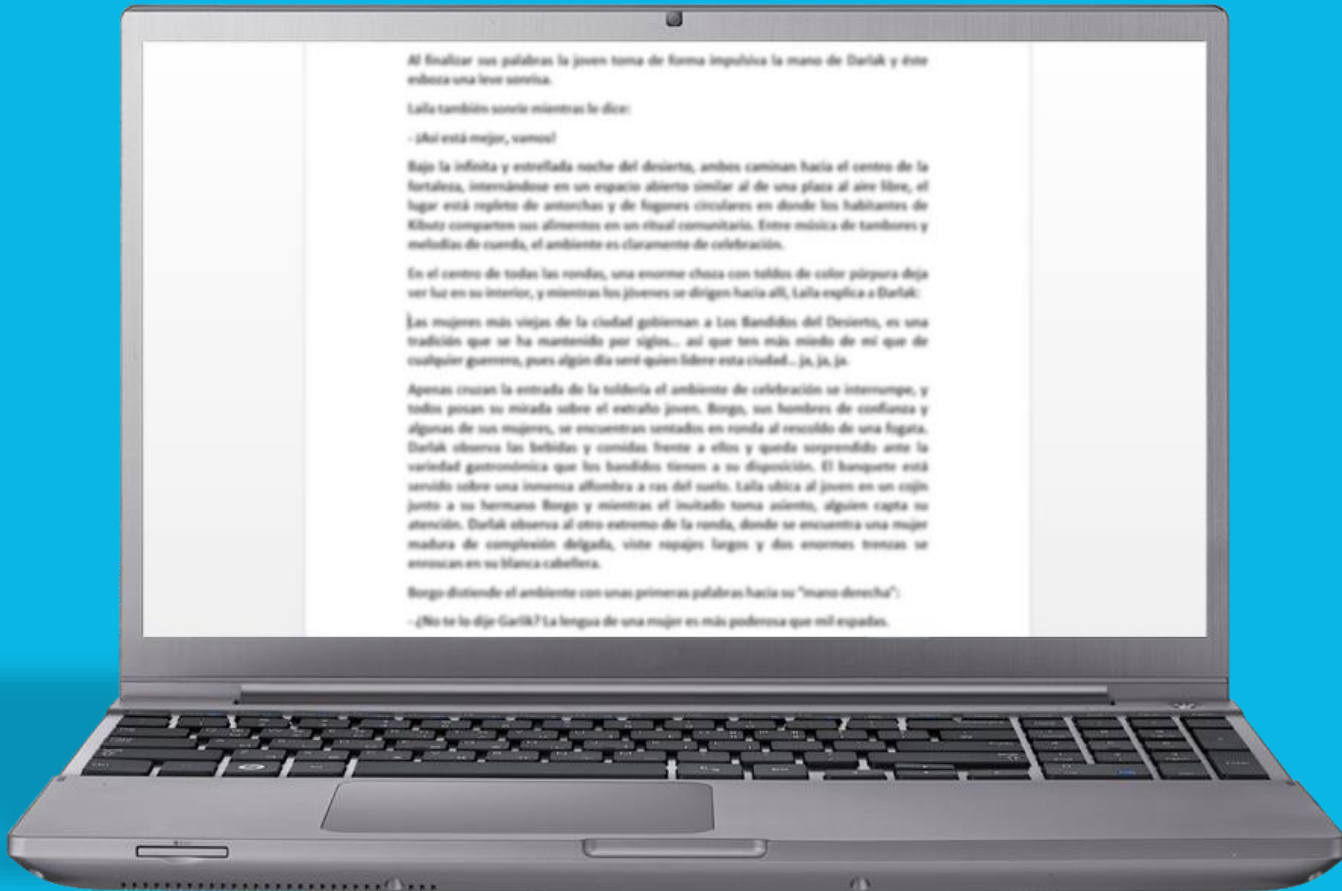 Al finalizar sus palabras la joven toma de forma impulsiva la mano de Darlak y éste
esboza una leve sonrisa.
Laila también sonríe mientras le dice:
- ¡Así está mejor, vamos!
Bajo la infinita y estrellada noche del desierto, ambos caminan hacia el centro de la
fortaleza, internándose en un espacio abierto similar al de una plaza al aire libre, el
lugar está repleto de antorchas y de fogones circulares en donde los habitantes de
Kibutz comparten sus alimentos en un ritual comunitario. Entre música de tambores y
melodías de cuerda, el ambiente es claramente de celebración.
En el centro de todas las rondas, una enorme choza con toldos de color púrpura deja
ver luz en su interior, y mientras los jóvenes se dirigen hacia allí, Laila explica a Darlak:
Las mujeres más viejas de la ciudad gobiernan a Los Bandidos del Desierto, es una
tradición que se ha mantenido por siglos... así que ten más miedo de mí que de
cualquier guerrero, pues algún día seré quien lidere esta ciudad... ja, ja, ja.
Apenas cruzan la entrada de la toldería el ambiente de celebración se interrumpe, y
todos posan su mirada sobre el extraño joven. Borgo, sus hombres de confianza y
algunas de sus mujeres, se encuentran sentados en ronda al rescoldo de una fogata.
Darlak observa las bebidas y comidas frente a ellos y queda sorprendido ante la
variedad gastronómica que los bandidos tienen a su disposición. El banquete está
servido sobre una inmensa alfombra a ras del suelo. Laila ubica al joven en un cojín
junto a su hermano Borgo y mientras el invitado toma asiento, alguien capta su
atención. Darlak observa al otro extremo de la ronda, donde se encuentra una mujer
madura de complexión delgada, viste ropajes largos y dos enormes trenzas se
enroscan en su blanca cabellera.
Borgo distiende el ambiente con unas primeras palabras hacia su "mano derecha":
- ¿No te lo dije Garlik? La lengua de una mujer es más poderosa que mil espadas.